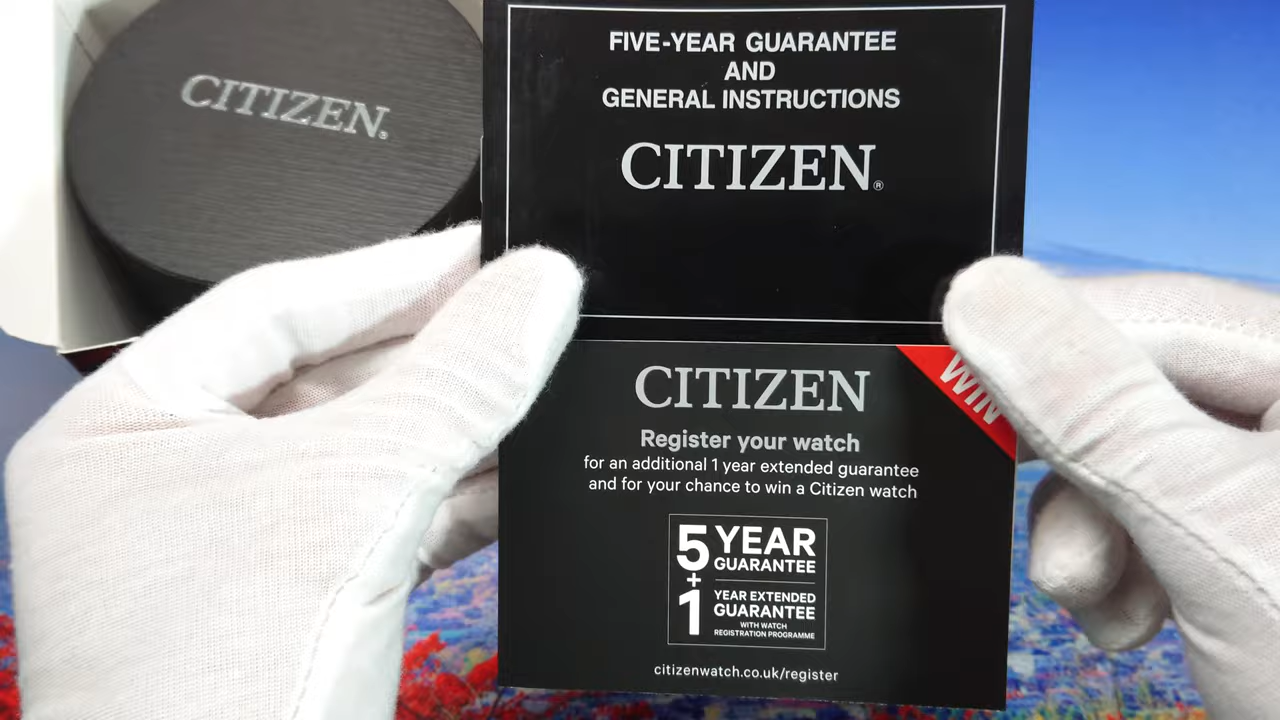 CITIZEN®
FIVE-YEAR GUARANTEE
AND
GENERAL INSTRUCTIONS
CITIZEN®
CITIZEN
WIN
Register your watch
for an additional 1 year extended guarantee
and for your chance to win a Citizen watch
5 YEAR
GUARANTEE
+
1 YEAR EXTENDED
GUARANTEE
WITH WATCH
REGISTRATION PROGRAMME
citizenwatch.co.uk/register